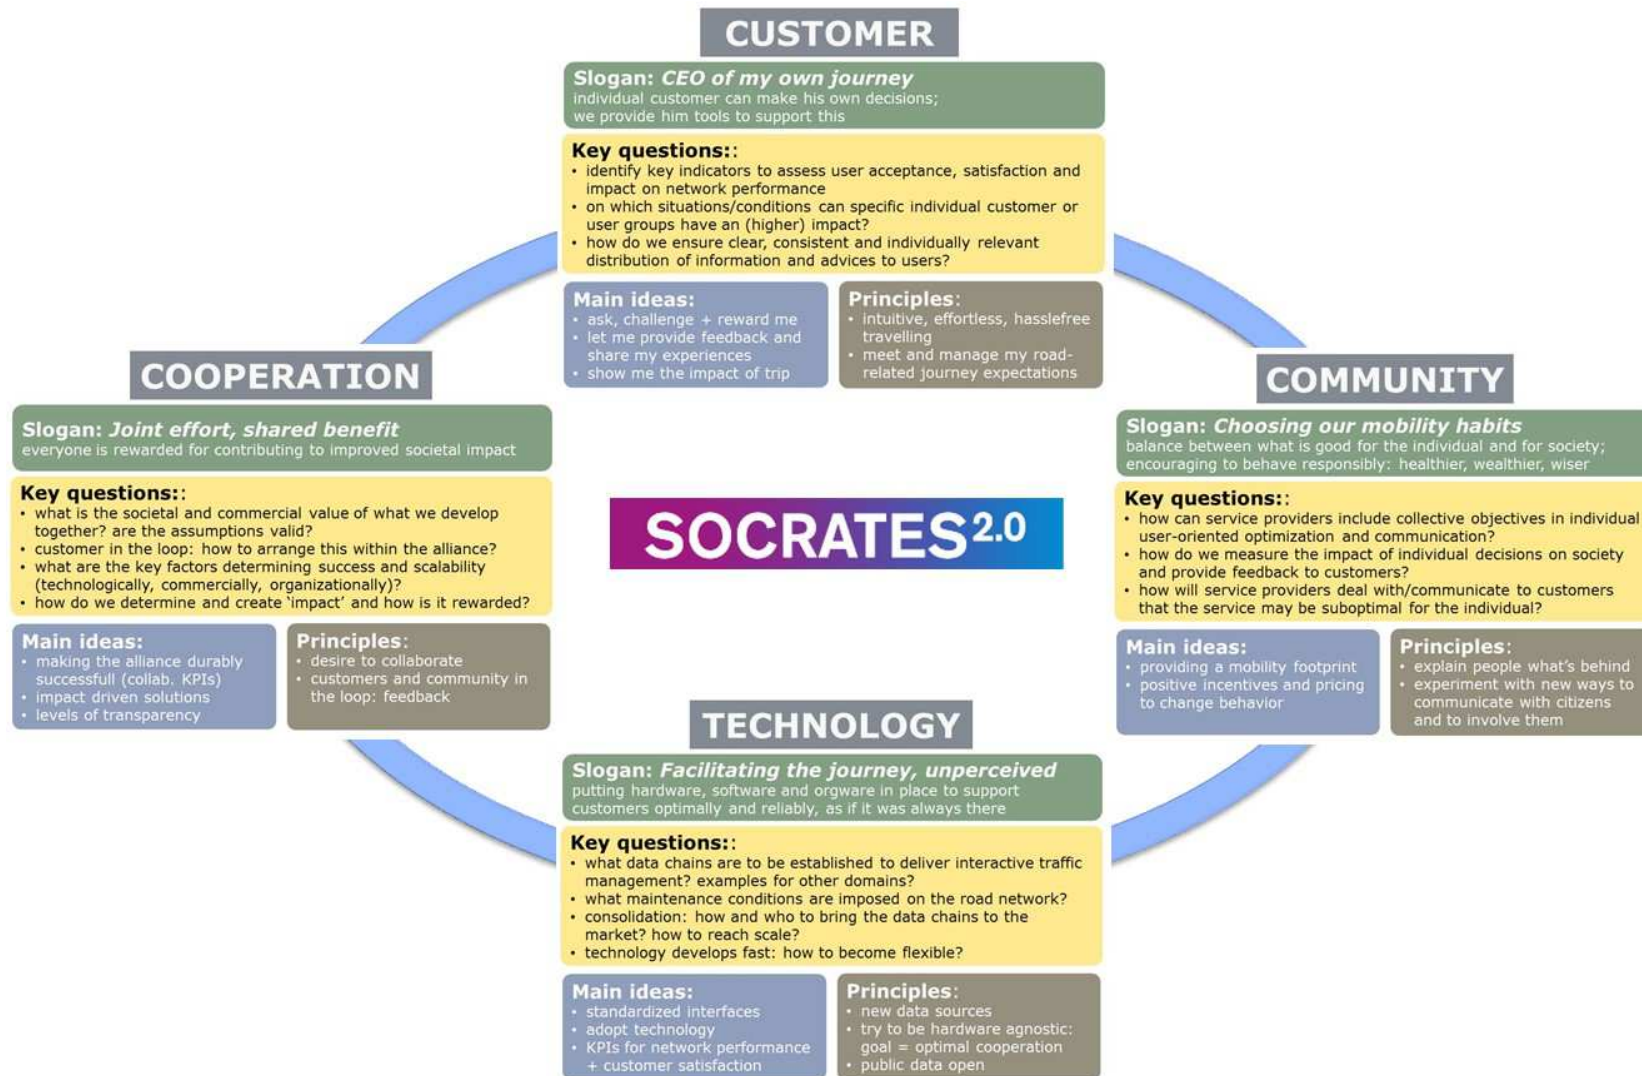 CUSTOMER
Slogan: CEO of my own journey
individual customer can make his own decisions;
we provide him tools to support this
Key questions::
• identify key indicators to assess user acceptance, satisfaction and
impact on network performance
• on which situations/conditions can specific individual customer or
user groups have an (higher) impact?
• how do we ensure clear, consistent and individually relevant
distribution of information and advices to users?
Main ideas:
• ask, challenge + reward me
• let me provide feedback and
share my experiences
• show me the impact of trip
Principles:
• intuitive, effortless, hasslefree
travelling
• meet and manage my road-
related journey expectations
COOPERATION
Slogan: Joint effort, shared benefit
everyone is rewarded for contributing to improved societal impact
Key questions::
• what is the societal and commercial value of what we develop
together? are the assumptions valid?
• customer in the loop: how to arrange this within the alliance?
• what are the key factors determining success and scalability
(technologically, commercially, organizationally)?
• how do we determine and create ‘impact’ and how is it rewarded?
Main ideas:
• making the alliance durably
successfull (collab. KPIs)
• impact driven solutions
• levels of transparency
Principles:
• desire to collaborate
• customers and community in
the loop: feedback
SOCRATES2.0
COMMUNITY
Slogan: Choosing our mobility habits
balance between what is good for the individual and for society;
encouraging to behave responsibly: healthier, wealthier, wiser
Key questions::
• how can service providers include collective objectives in individual
user-oriented optimization and communication?
• how do we measure the impact of individual decisions on society
and provide feedback to customers?
• how will service providers deal with/communicate to customers
that the service may be suboptimal for the individual?
Main ideas:
• providing a mobility footprint
• positive incentives and pricing
to change behavior
Principles:
• explain people what's behind
• experiment with new ways to
communicate with citizens
and to involve them
TECHNOLOGY
Slogan: Facilitating the journey, unperceived
putting hardware, software and orgware in place to support
customers optimally and reliably, as if it was always there
Key questions::
• what data chains are to be established to deliver interactive traffic
management? examples for other domains?
• what maintenance conditions are imposed on the road network?
• consolidation: how and who to bring the data chains to the
market? how to reach scale?
• technology develops fast: how to become flexible?
Main ideas:
• standardized interfaces
• adopt technology
• KPIs for network performance
+ customer satisfaction
Principles:
• new data sources
• try to be hardware agnostic:
goal = optimal cooperation
• public data open